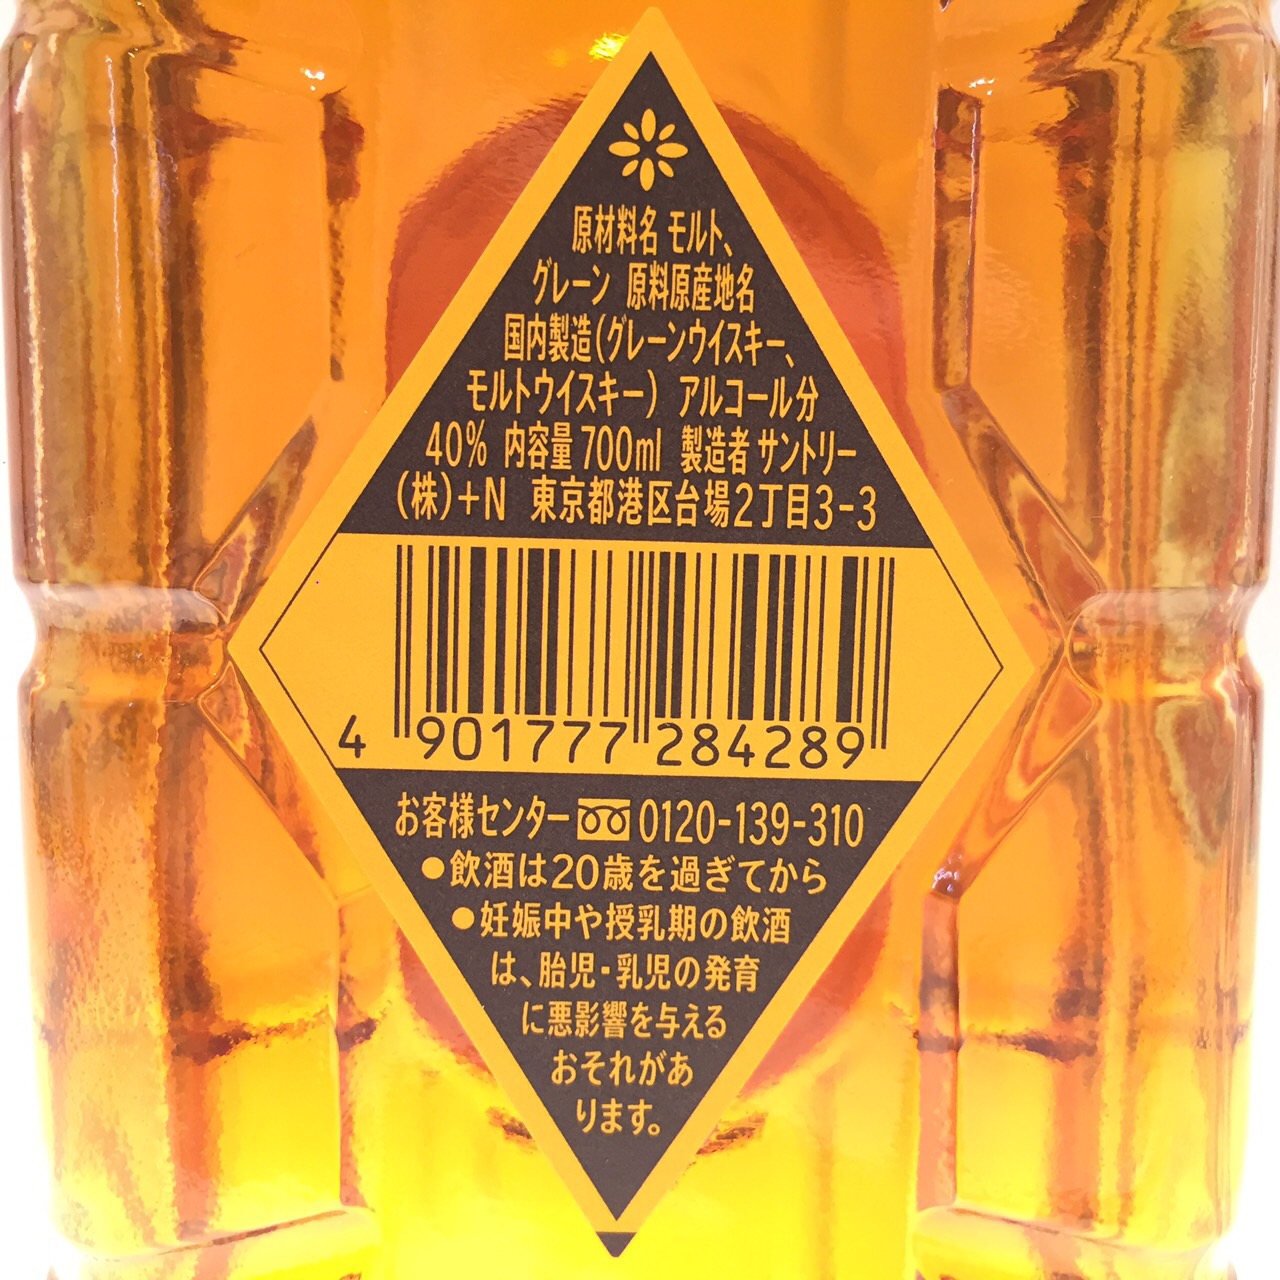 原材料名 モルト、
グレーン 原料原産地名
国内製造(グレーンウイスキー、
モルトウイスキー) アルコール分
40% 内容量700ml 製造者 サントリー
(株)+N 東京都港区台場2丁目3-3
4 901777 284289
お客様センター 0120-139-310
●飲酒は20歳を過ぎてから
●妊娠中や授乳期の飲酒
は、胎児・乳児の発育
に悪影響を与える
おそれがあ
ります。